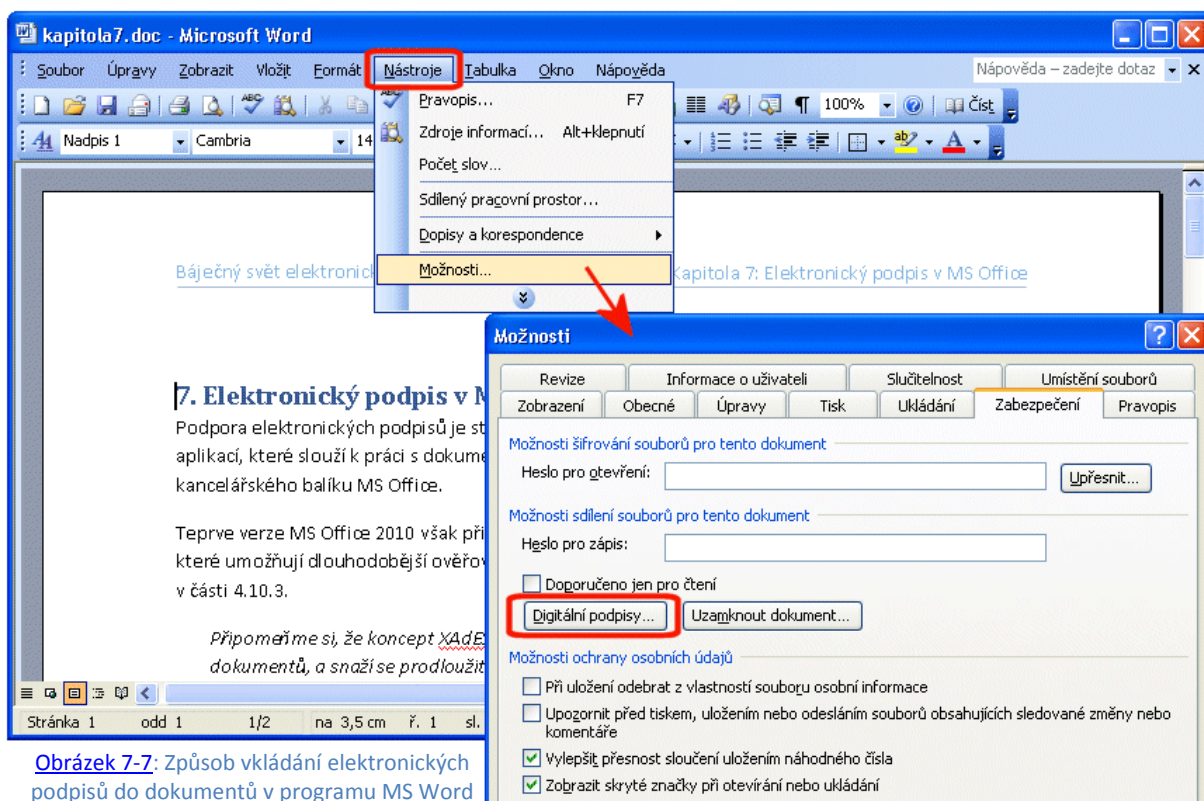 kapitola7.doc - Microsoft Word
Soubor Úpravy Zobrazit Vložit Formát Nástroje Tabulka Okno Nápověda Nápověda – zadejte dotaz
100% Číst
Nadpis 1 Cambria 14
Pravopis... F7
Zdroje informací... Alt+klepnutí
Počet slov...
Sdílený pracovní prostor...
Dopisy a korespondence
Možnosti...
Báječný svět elektronick
Kapitola 7: Elektronický podpis v MS Office
7. Elektronický podpis v M
Podpora elektronických podpisů je st
aplikací, které slouží k práci s dokume
kancelářského balíku MS Office.
Teprve verze MS Office 2010 však při
které umožňují dlouhodobější ověřov
v části 4.10.3.
Připomeňme si, že koncept XAdES
dokumentů, a snaží se prodloužit
Stránka 1 odd 1 1/2 na 3,5 cm ř. 1 sl.
Možnosti
Revize Informace o uživateli Slučitelnost Umístění souborů
Zobrazení Obecné Úpravy Tisk Ukládání Zabezpečení Pravopis
Možnosti šifrování souborů pro tento dokument
Heslo pro otevření: Upřesnit...
Možnosti sdílení souborů pro tento dokument
Heslo pro zápis:
Doporučeno jen pro čtení
Digitální podpisy... Uzamknout dokument...
Možnosti ochrany osobních údajů
Při uložení odebrat z vlastností souboru osobní informace
Upozornit před tiskem, uložením nebo odesláním souborů obsahujících sledované změny nebo
komentáře
Vylepšit přesnost sloučení uložením náhodného čísla
Zobrazit skryté značky při otevírání nebo ukládání
Obrázek 7-7: Způsob vkládání elektronických
podpisů do dokumentů v programu MS Word